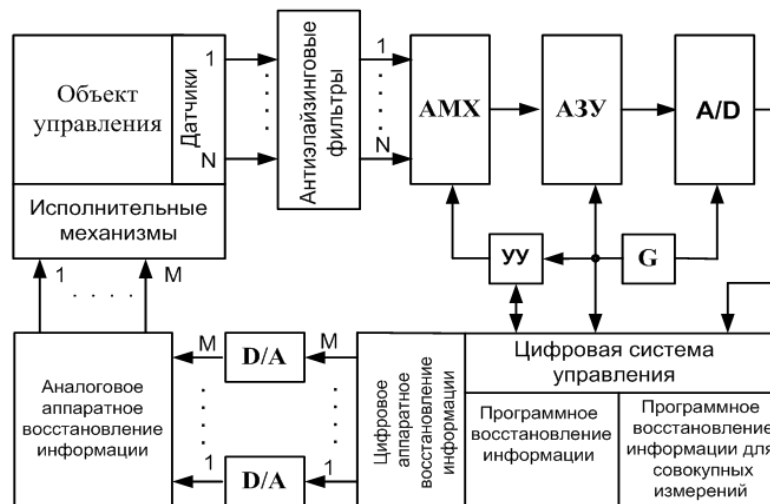 Объект
управления
Датчики
1
N
Антиэлайзинговые
фильтры
1
N
АМХ
АЗУ
A/D
Исполнительные
механизмы
1
M
УУ
G
Аналоговое
аппаратное
восстановление
информации
M
D/A
M
1
D/A
1
Цифровое
аппаратное
восстановление
информации
Цифровая система
управления
Программное
восстановление
информации
Программное
восстановление
информации для
совокупных
измерений